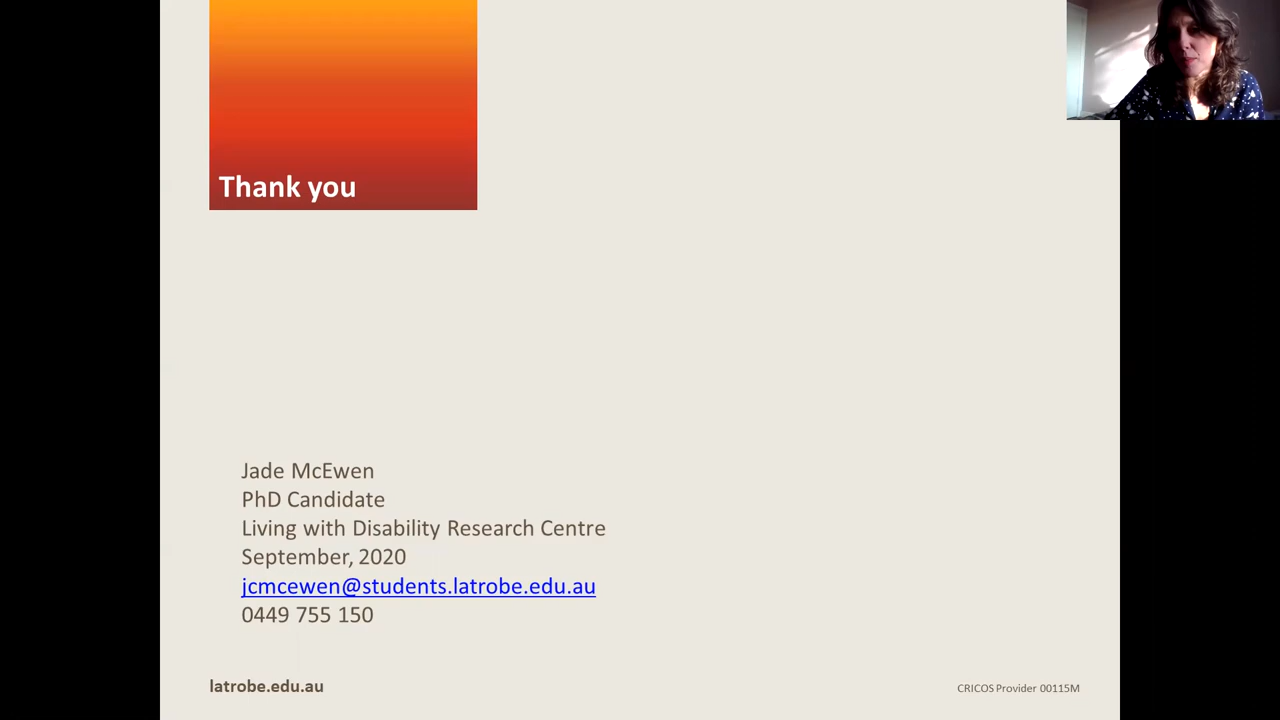 Thank you
Jade McEwen
PhD Candidate
Living with Disability Research Centre
September, 2020
jcmcewen@students.latrobe.edu.au
0449 755 150
latrobe.edu.au
CRICOS Provider 00115M